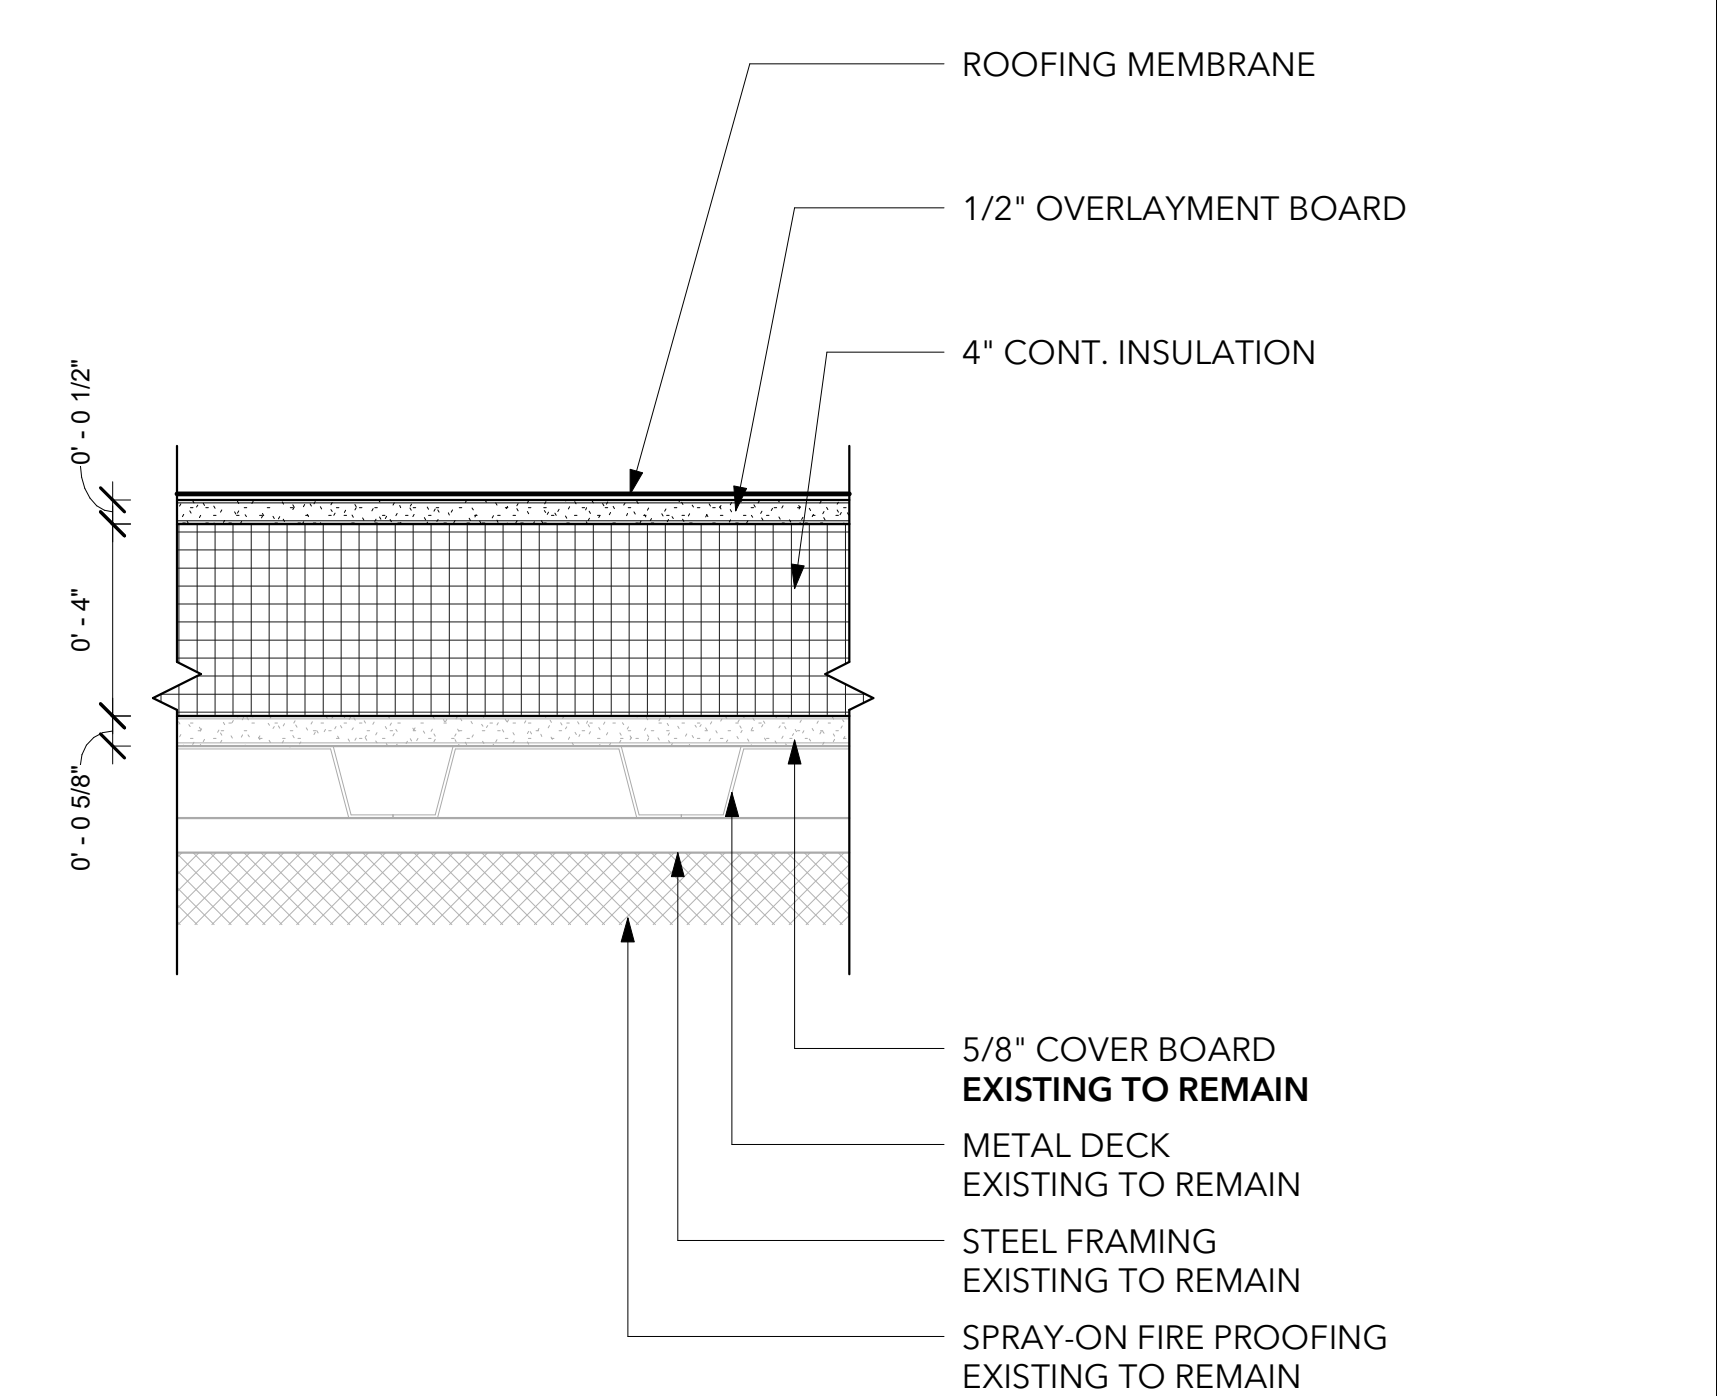 ROOFING MEMBRANE
1/2" OVERLAYMENT BOARD
4" CONT. INSULATION
0' - 0 1/2"
0' - 4"
0' - 0 5/8"
5/8" COVER BOARD
EXISTING TO REMAIN
METAL DECK
EXISTING TO REMAIN
STEEL FRAMING
EXISTING TO REMAIN
SPRAY-ON FIRE PROOFING
EXISTING TO REMAIN